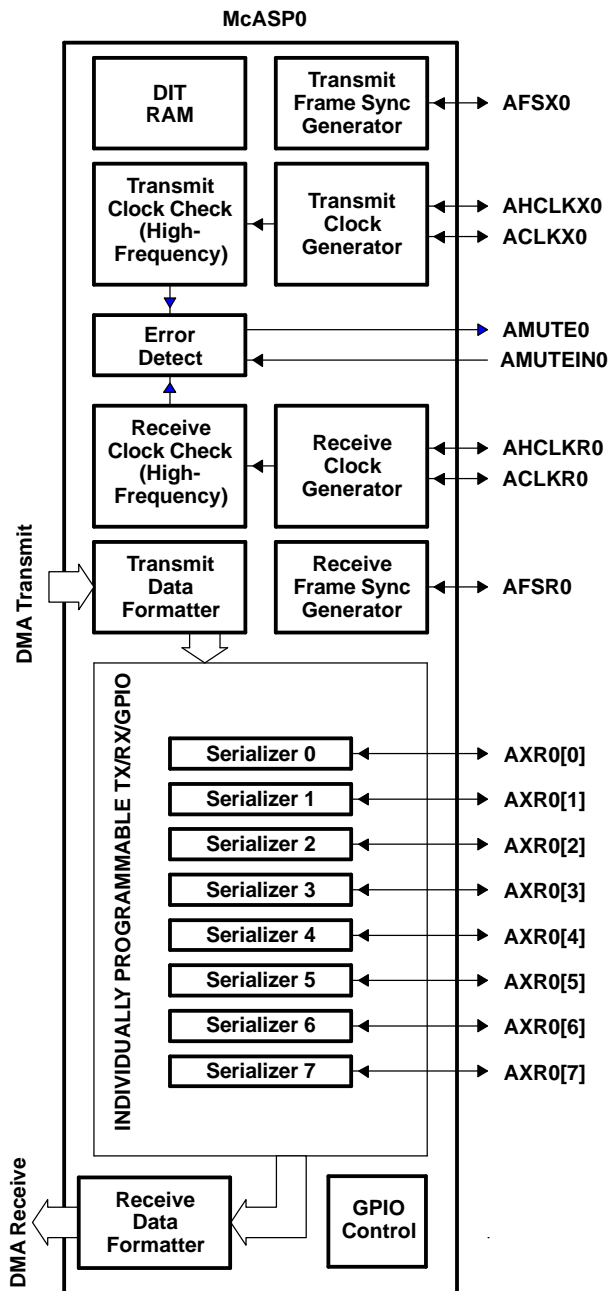 McASP0
DIT
RAM
Transmit
Frame Sync
Generator
AFSX0
Transmit
Clock Check
(High-
Frequency)
Transmit
Clock
Generator
AHCLKX0
ACLKX0
Error
Detect
AMUTE0
AMUTEIN0
Receive
Clock Check
(High-
Frequency)
Receive
Clock
Generator
AHCLKR0
ACLKR0
DMA Transmit
Transmit
Data
Formatter
Receive
Frame Sync
Generator
AFSR0
INDIVIDUALLY PROGRAMMABLE TX/RX/GPIO
Serializer 0
AXR0[0]
Serializer 1
AXR0[1]
Serializer 2
AXR0[2]
Serializer 3
AXR0[3]
Serializer 4
AXR0[4]
Serializer 5
AXR0[5]
Serializer 6
AXR0[6]
Serializer 7
AXR0[7]
DMA Receive
Receive
Data
Formatter
GPIO
Control